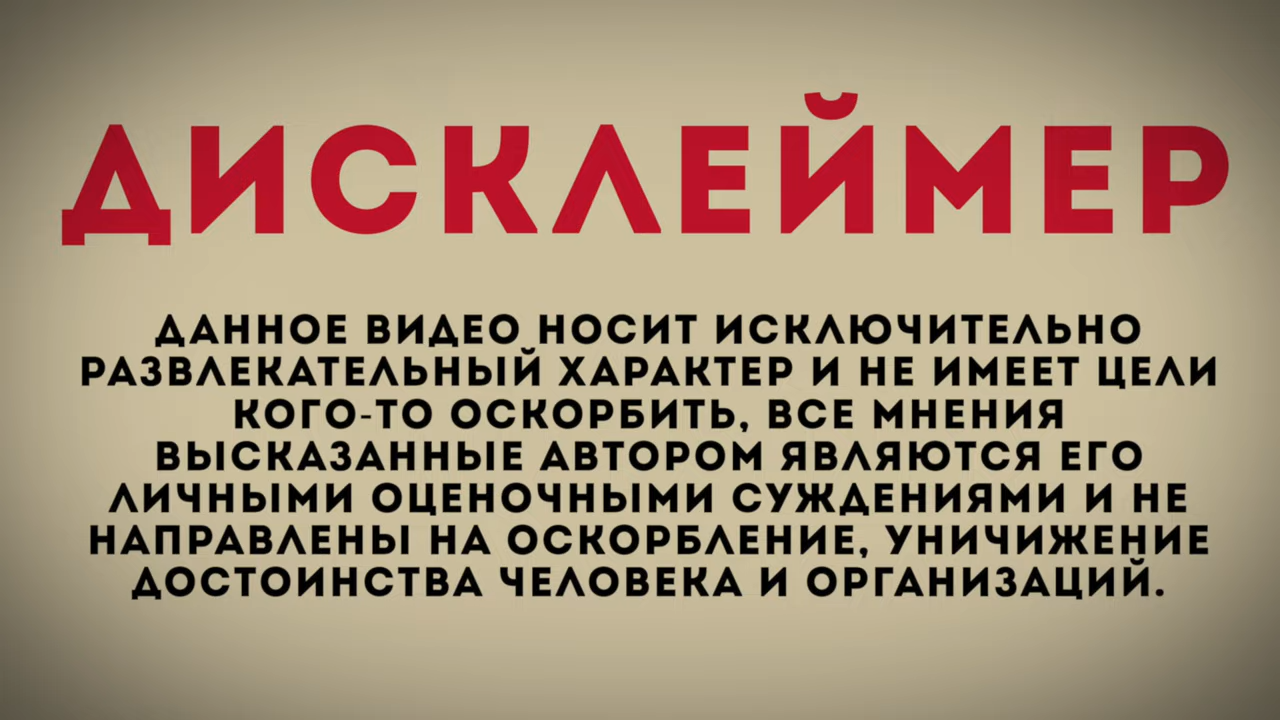 ДИСКЛЕЙМЕР
ДАННОЕ ВИДЕО НОСИТ ИСКЛЮЧИТЕЛЬНО
РАЗВЛЕКАТЕЛЬНЫЙ ХАРАКТЕР И НЕ ИМЕЕТ ЦЕЛИ
КОГО-ТО ОСКОРБИТЬ, ВСЕ МНЕНИЯ
ВЫСКАЗАННЫЕ АВТОРОМ ЯВЛЯЮТСЯ ЕГО
ЛИЧНЫМИ ОЦЕНОЧНЫМИ СУЖДЕНИЯМИ И НЕ
НАПРАВЛЕНЫ НА ОСКОРБЛЕНИЕ, УНИЧИЖЕНИЕ
ДОСТОИНСТВА ЧЕЛОВЕКА И ОРГАНИЗАЦИЙ.